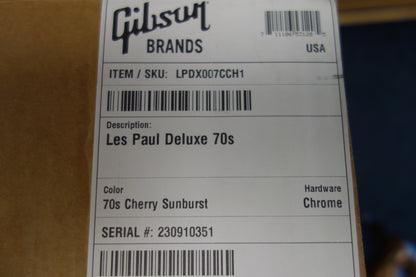 Gibson
BRANDS
USA
ITEM / SKU: LPDX007CCH1
Description:
Les Paul Deluxe 70s
Color
Hardware
70s Cherry Sunburst
Chrome
SERIAL #: 230910351